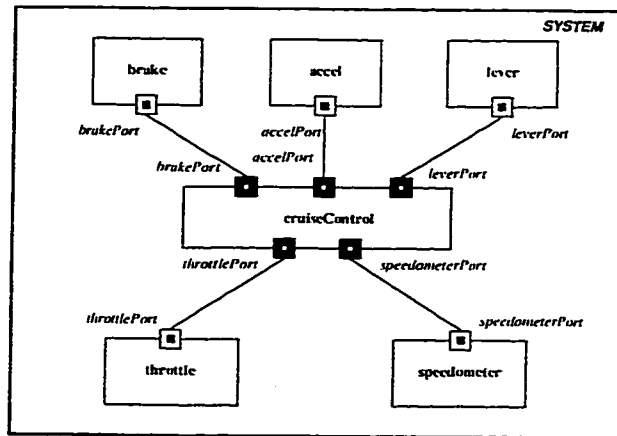 SYSTEM
brake
accel
lever
brakePort
accelPort
leverPort
brakePort
accelPort
leverPort
cruiseControl
throttlePort
speedometerPort
throttlePort
speedometerPort
throttle
speedometer